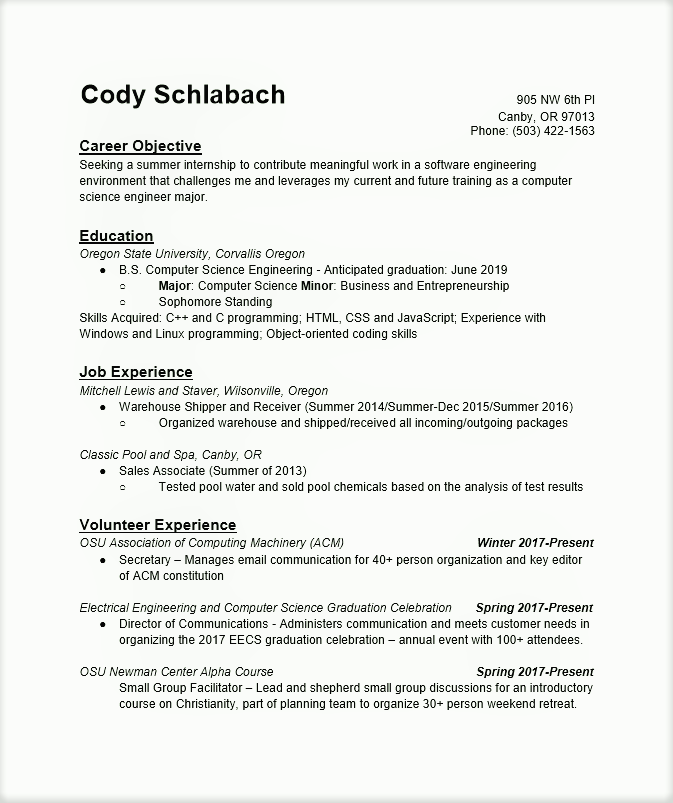 Cody Schlabach
905 NW 6th Pl
Canby, OR 97013
Phone: (503) 422-1563
Career Objective
Seeking a summer internship to contribute meaningful work in a software engineering
environment that challenges me and leverages my current and future training as a computer
science engineer major.
Education
Oregon State University, Corvallis Oregon
● B.S. Computer Science Engineering - Anticipated graduation: June 2019
○ Major: Computer Science Minor: Business and Entrepreneurship
○ Sophomore Standing
Skills Acquired: C++ and C programming; HTML, CSS and JavaScript; Experience with
Windows and Linux programming; Object-oriented coding skills
Job Experience
Mitchell Lewis and Staver, Wilsonville, Oregon
● Warehouse Shipper and Receiver (Summer 2014/Summer-Dec 2015/Summer 2016)
○ Organized warehouse and shipped/received all incoming/outgoing packages
Classic Pool and Spa, Canby, OR
● Sales Associate (Summer of 2013)
○ Tested pool water and sold pool chemicals based on the analysis of test results
Volunteer Experience
OSU Association of Computing Machinery (ACM) Winter 2017-Present
● Secretary – Manages email communication for 40+ person organization and key editor
of ACM constitution
Electrical Engineering and Computer Science Graduation Celebration Spring 2017-Present
● Director of Communications - Administers communication and meets customer needs in
organizing the 2017 EECS graduation celebration – annual event with 100+ attendees.
OSU Newman Center Alpha Course Spring 2017-Present
Small Group Facilitator – Lead and shepherd small group discussions for an introductory
course on Christianity, part of planning team to organize 30+ person weekend retreat.